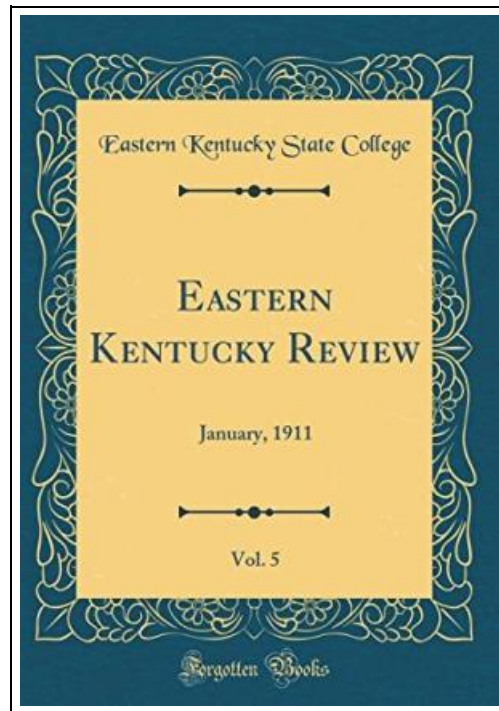 Eastern Kentucky State College
EASTERN
KENTUCKY REVIEW
January, 1911
Vol. 5
Forgotten Books